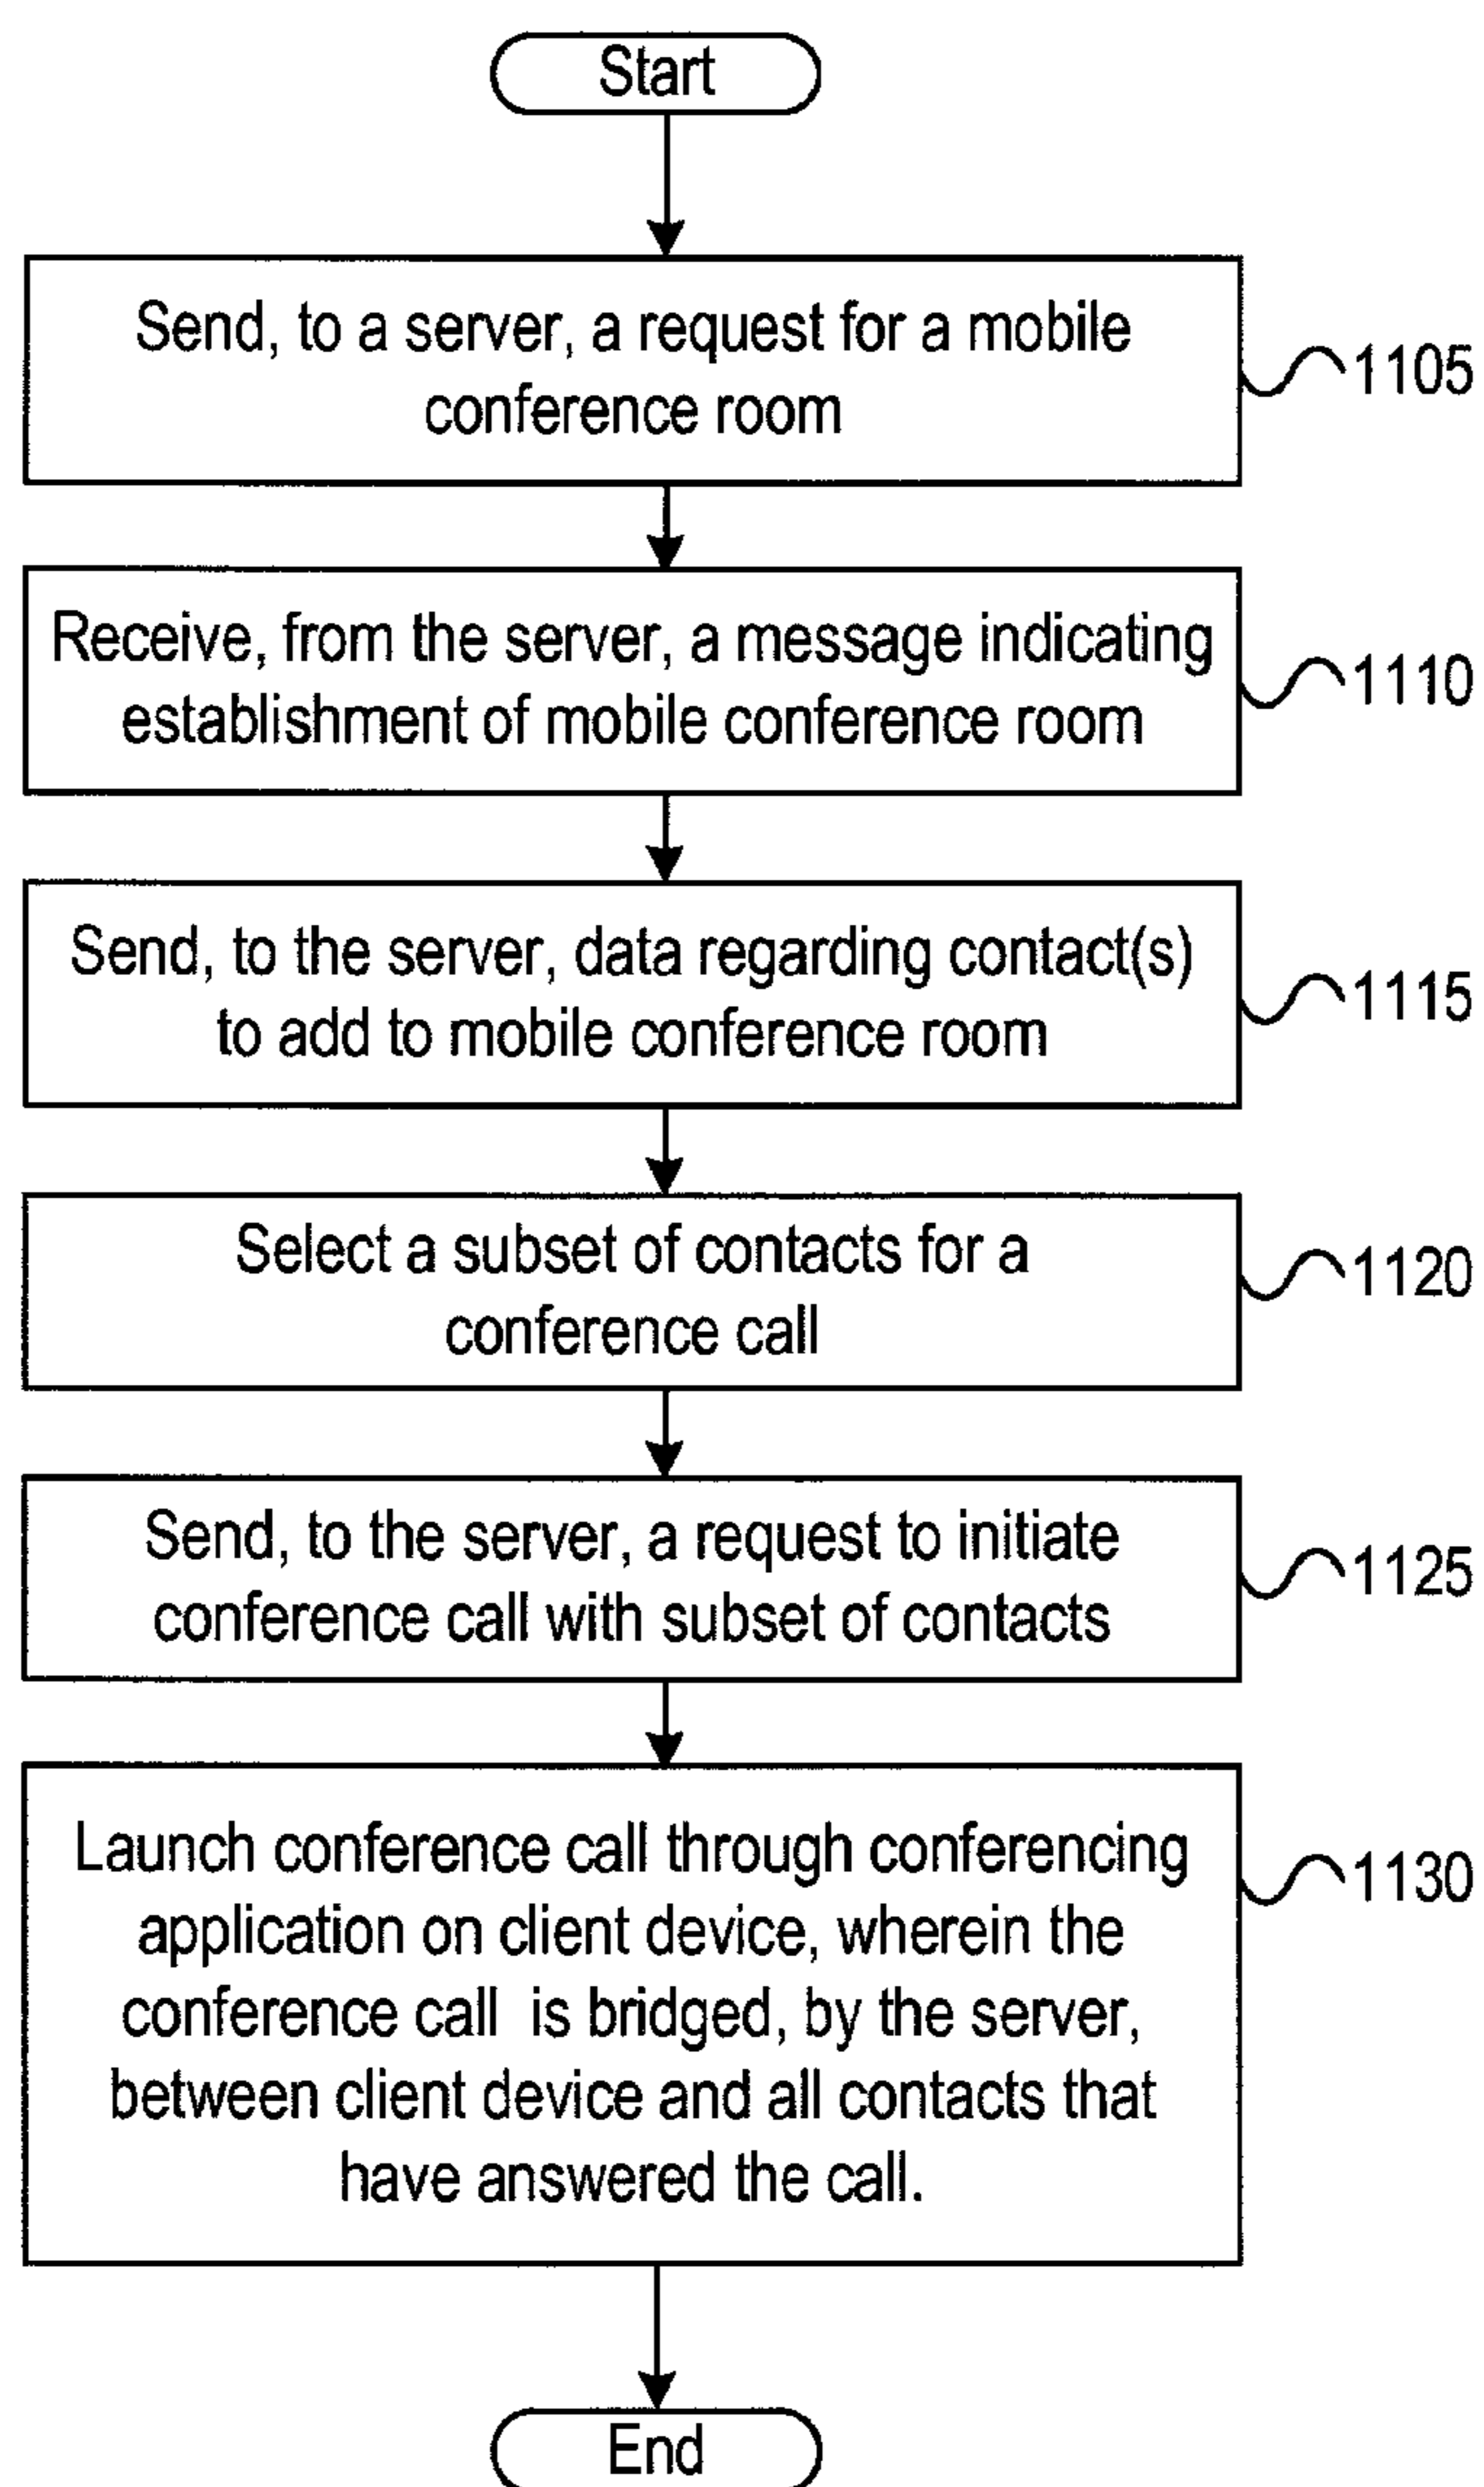 Start
Send, to a server, a request for a mobile
conference room
1105
Receive, from the server, a message indicating
establishment of mobile conference room
1110
Send, to the server, data regarding contact(s)
to add to mobile conference room
1115
Select a subset of contacts for a
conference call
1120
Send, to the server, a request to initiate
conference call with subset of contacts
1125
Launch conference call through conferencing
application on client device, wherein the
conference call is bridged, by the server,
between client device and all contacts that
have answered the call.
1130
End